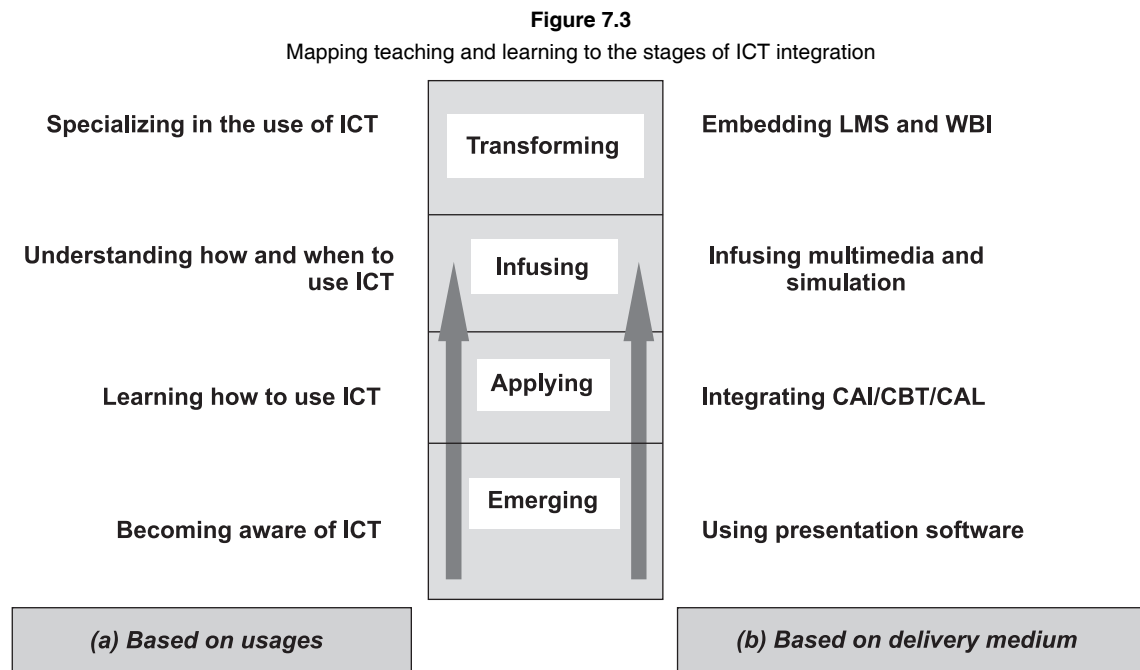 Figure 7.3
Mapping teaching and learning to the stages of ICT integration
Specializing in the use of ICT
Transforming
Embedding LMS and WBI
Understanding how and when to
use ICT
Infusing
Infusing multimedia and
simulation
Learning how to use ICT
Applying
Integrating CAI/CBT/CAL
Becoming aware of ICT
Emerging
Using presentation software
(a) Based on usages
(b) Based on delivery medium